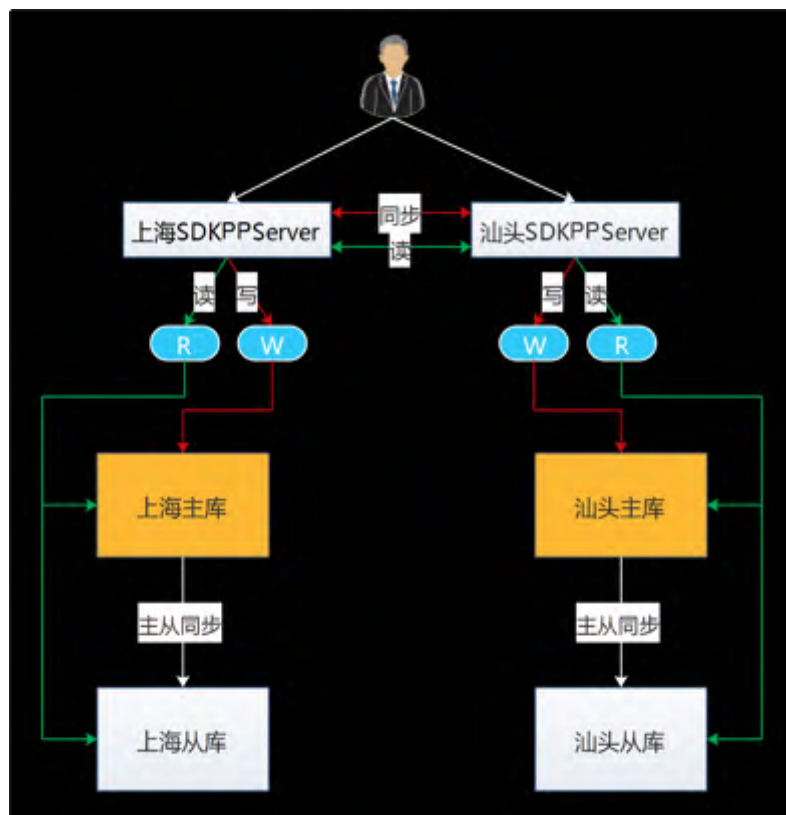 上海SDKPPServer
同步
读
汕头SDKPPServer
读
写
写
读
R
W
W
R
上海主库
汕头主库
主从同步
主从同步
上海从库
汕头从库